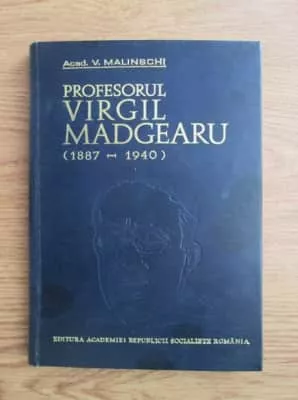 Acad. V. MALINSCHI
PROFESORUL
VIRGIL
MADGEARU
(1887 – 1940)
EDITURA ACADEMIEI REPUBLICII SOCIALISTE ROMÂNIA